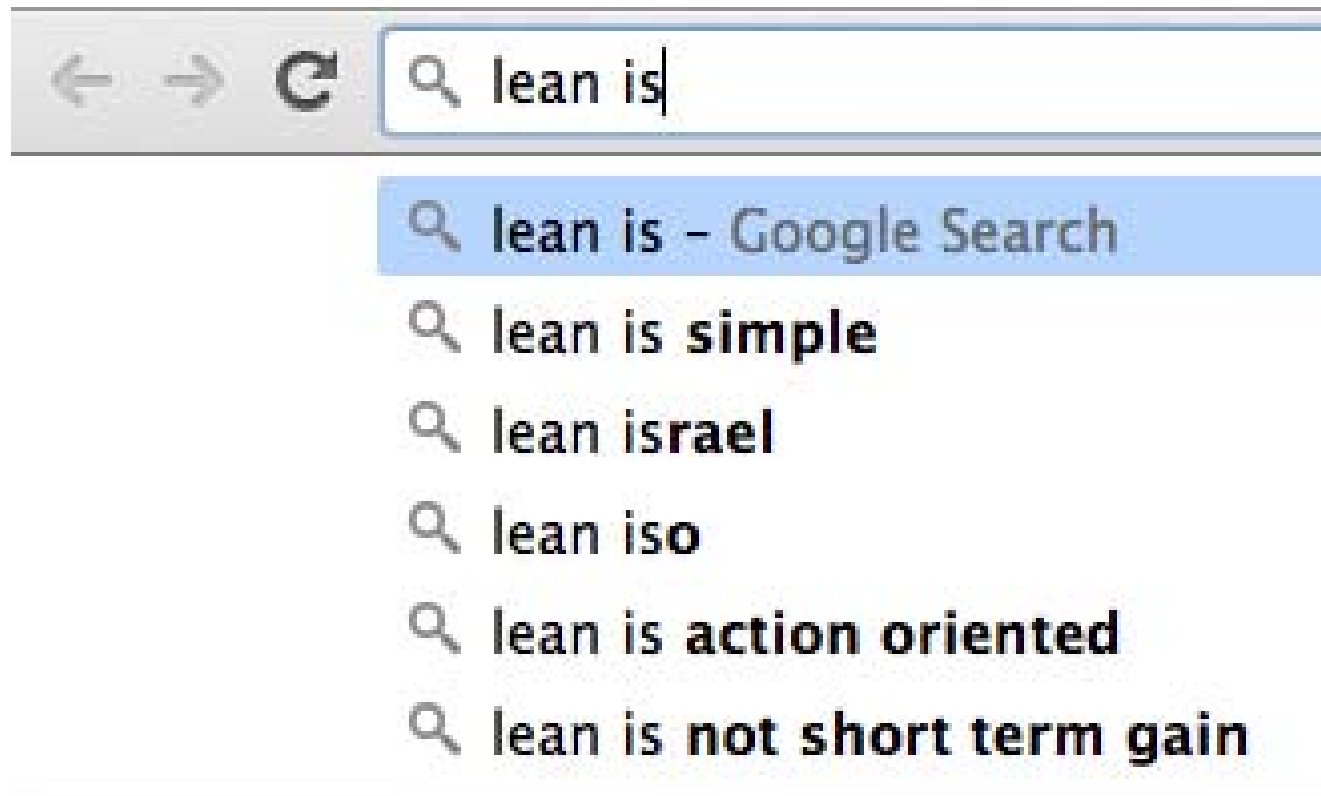 lean is
lean is – Google Search
lean is simple
lean israel
lean iso
lean is action oriented
lean is not short term gain